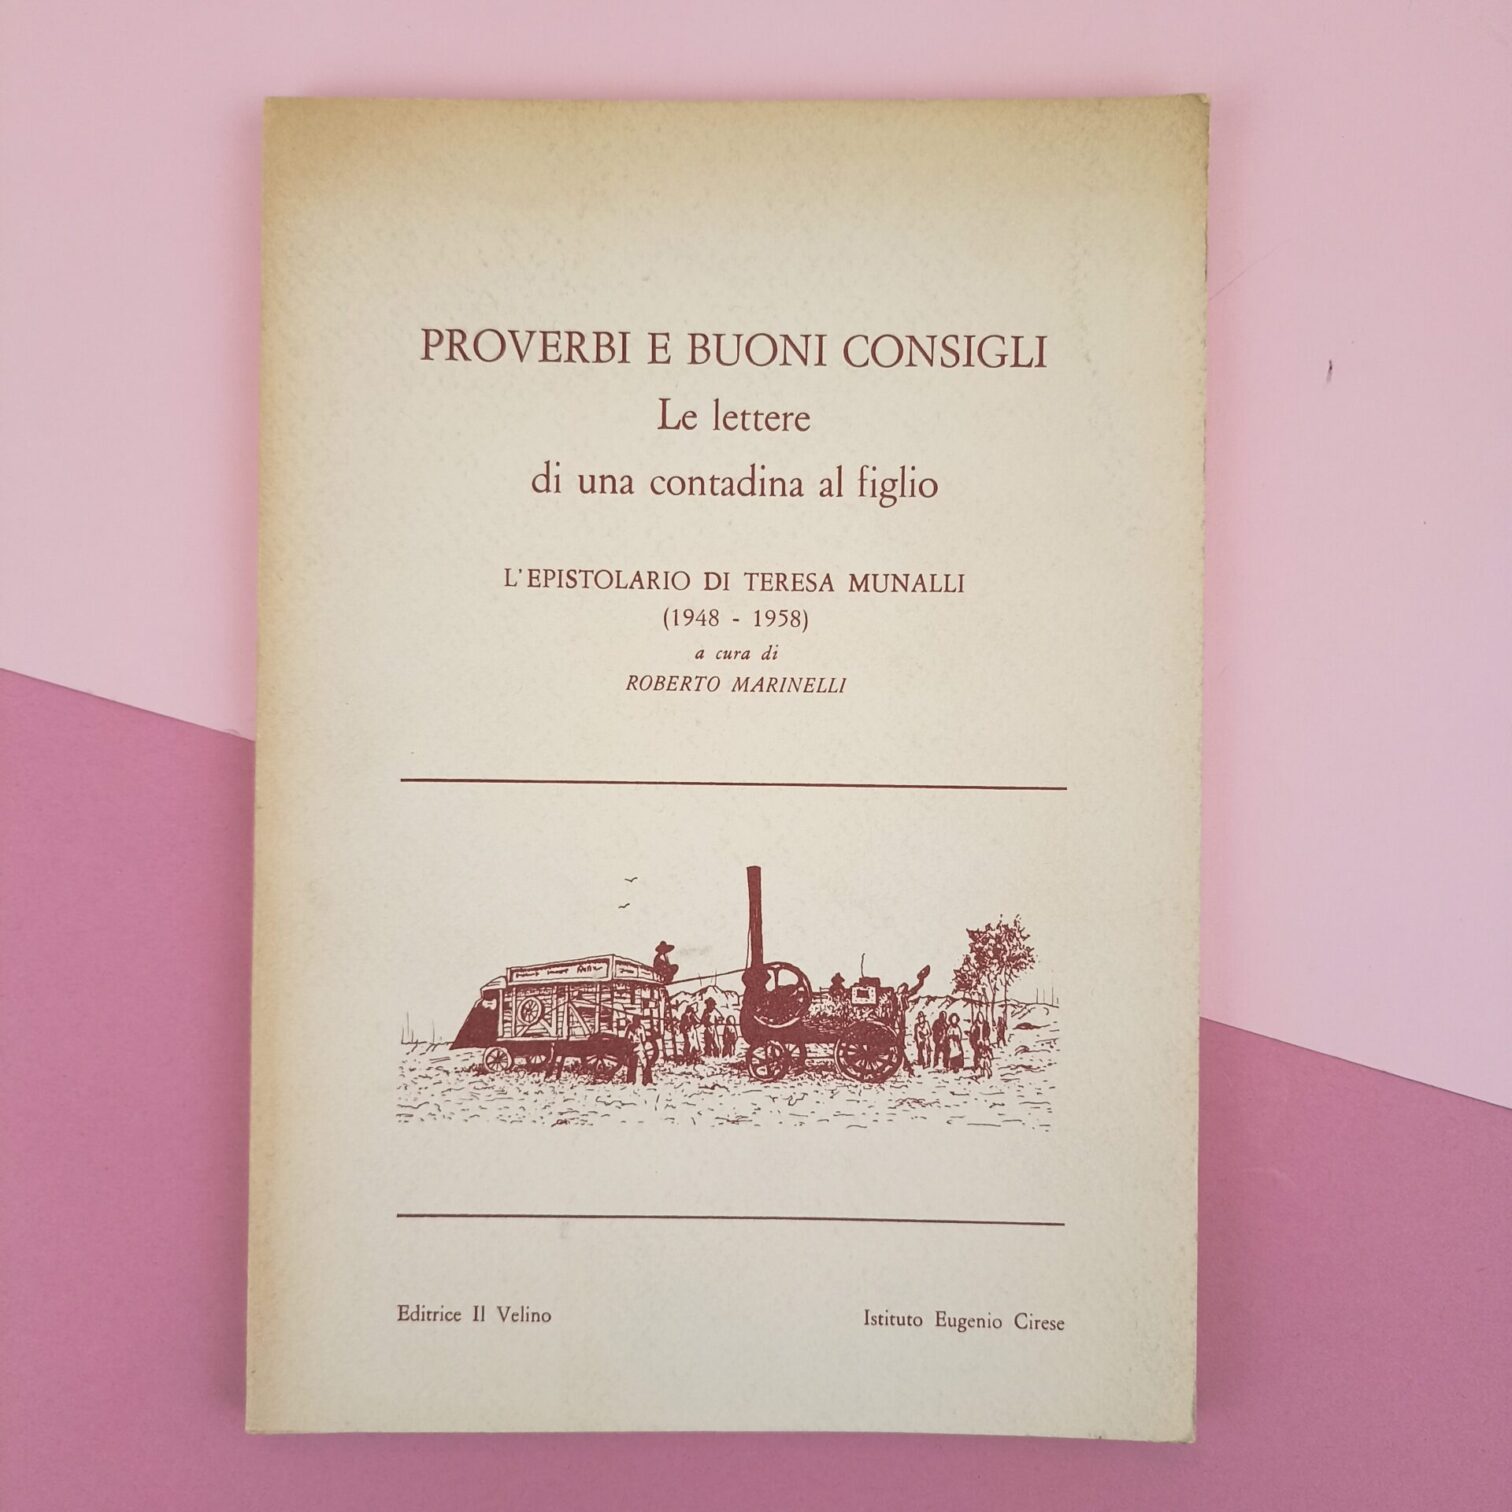 PROVERBI E BUONI CONSIGLI
Le lettere
di una contadina al figlio
L'EPISTOLARIO DI TERESA MUNALLI
(1948 - 1958)
a cura di
ROBERTO MARINELLI
Editrice Il Velino
Istituto Eugenio Cirese